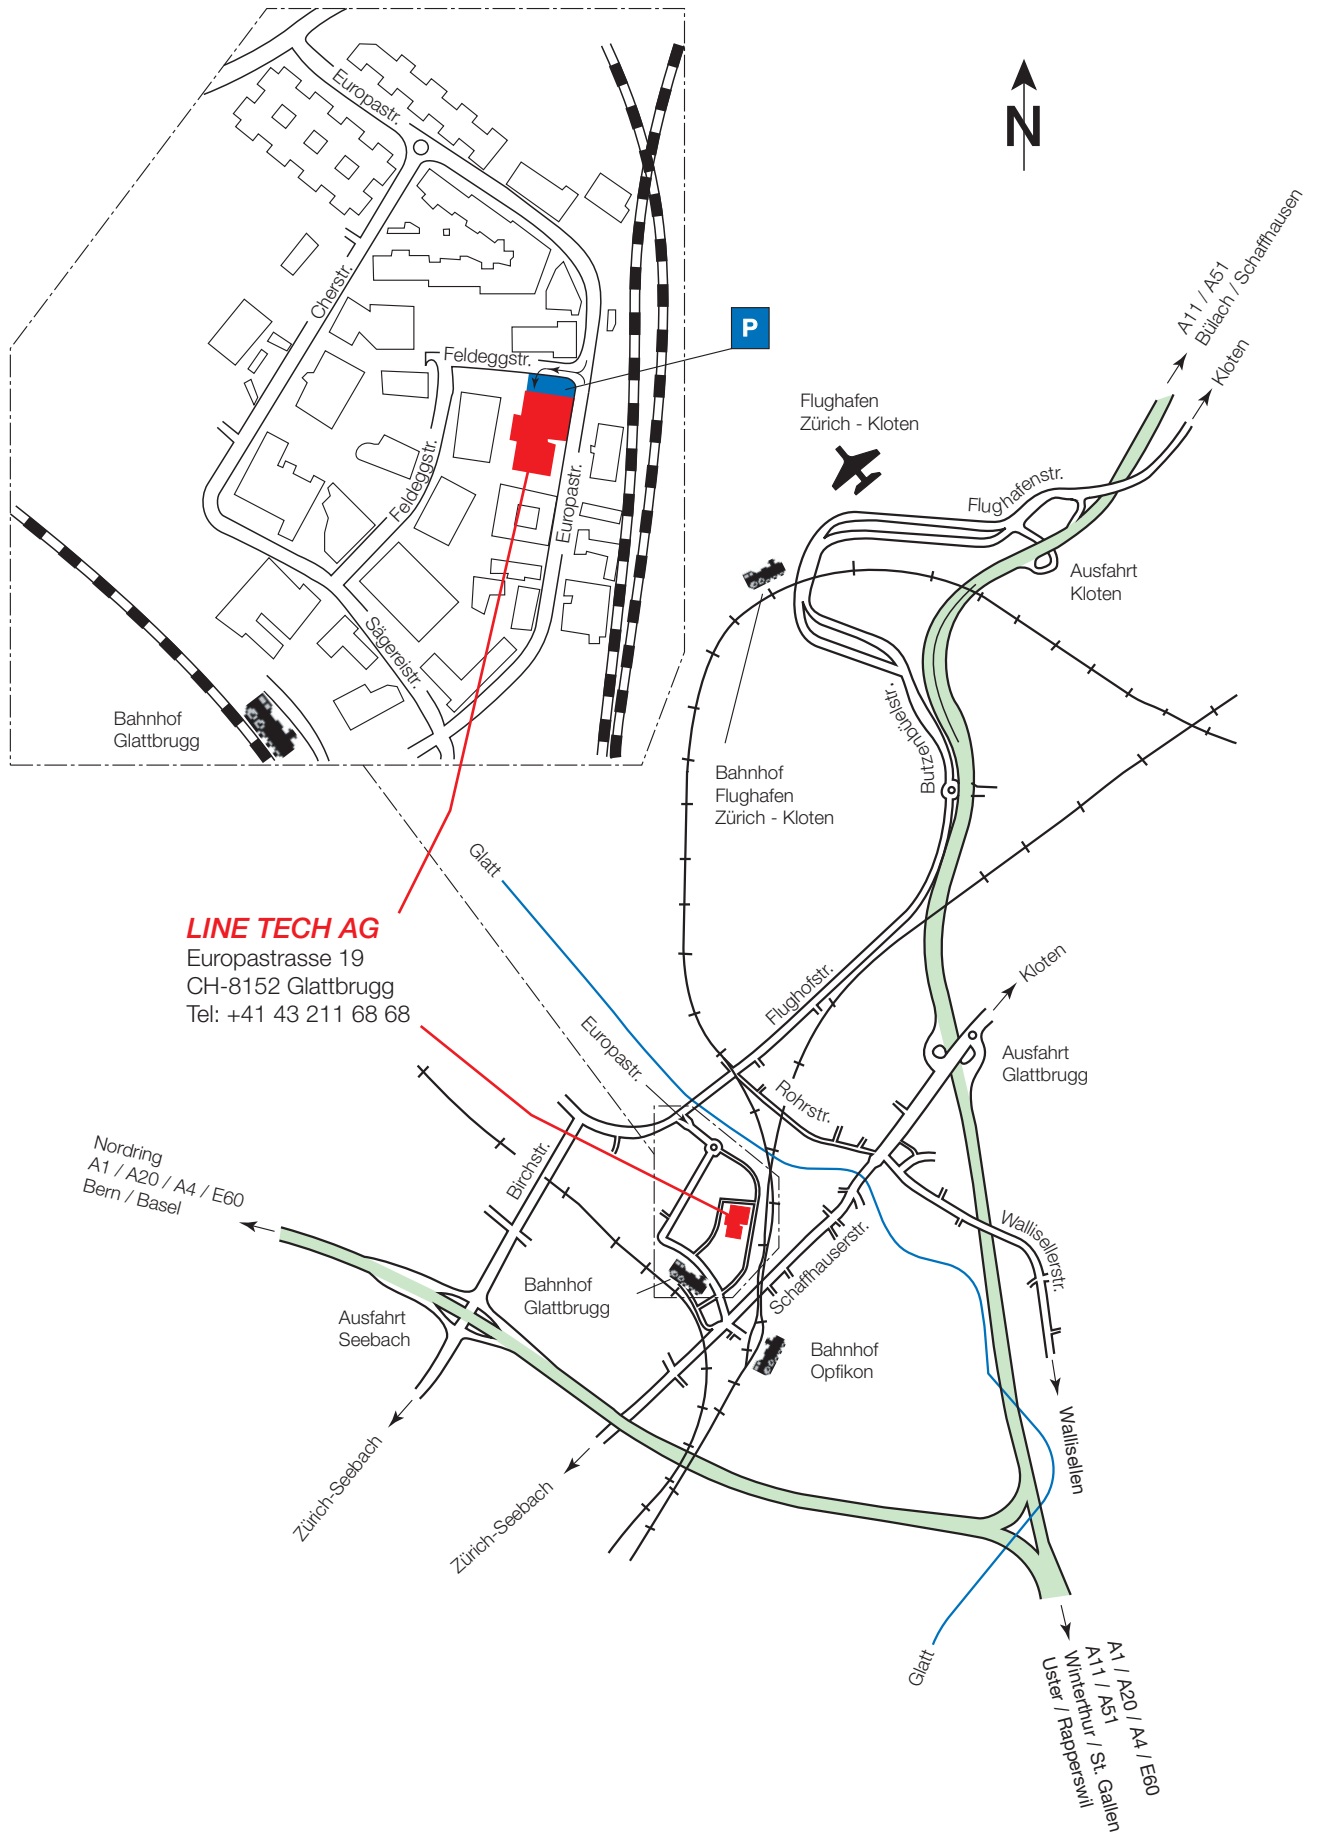 Europastr.
Cherstr.
Feldeggstr.
Feldeggstr.
Europastr.
Sägereistr.
Bahnhof
Glattbrugg
P
N
A11 / A51
Bülach / Schaffhausen
Kloten
Flughafen
Zürich - Kloten
Flughafenstr.
Ausfahrt
Kloten
Butzenbüelstr.
Bahnhof
Flughafen
Zürich - Kloten
Glatt
LINE TECH AG
Europastrasse 19
CH-8152 Glattbrugg
Tel: +41 43 211 68 68
Flughofstr.
Kloten
Europastr.
Ausfahrt
Glattbrugg
Rohrstr.
Nordring
A1 / A20 / A4 / E60
Bern / Basel
Birchstr.
Wallisellerstr.
Schaffhauserstr.
Bahnhof
Glattbrugg
Ausfahrt
Seebach
Bahnhof
Opfikon
Wallisellen
Zürich-Seebach
Zürich-Seebach
Glatt
A1 / A20 / A4 / E60
A11 / A51
Winterthur / St. Gallen
Uster / Rapperswil